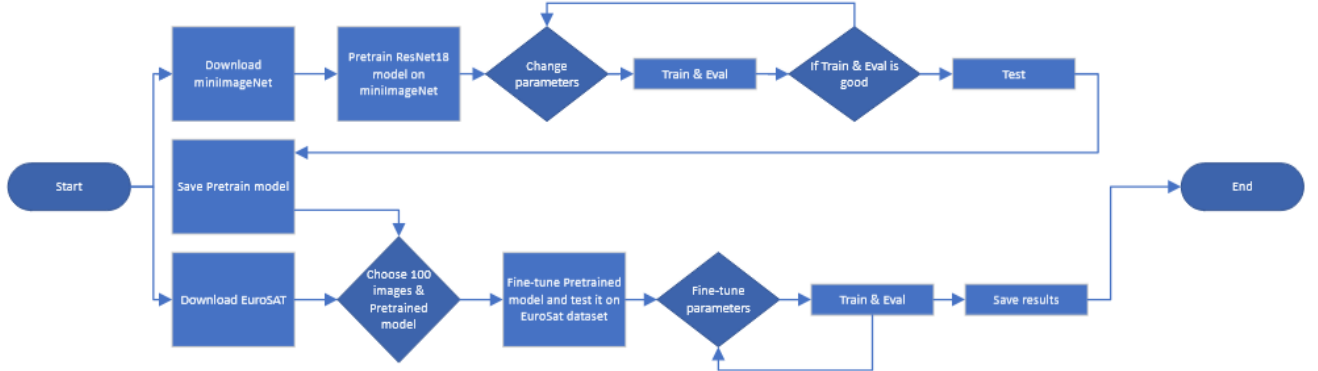 Download
miniImageNet
Pretrain ResNet18
model on
miniImageNet
Change
parameters
Train & Eval
If Train & Eval is
good
Test
Start
Save Pretrain model
End
Download EuroSAT
Choose 100
images &
Pretrained
model
Fine-tune Pretrained
model and test it on
EuroSat dataset
Fine-tune
parameters
Train & Eval
Save results